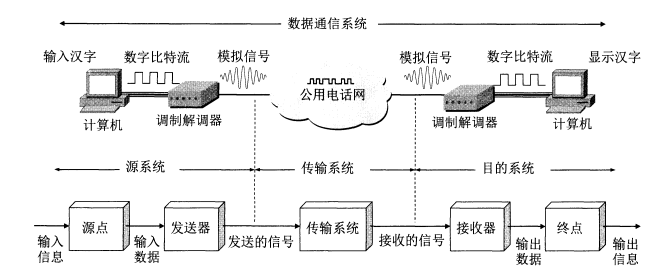 数据通信系统
输入汉字
数字比特流
模拟信号
模拟信号
数字比特流
显示汉字
公用电话网
计算机
调制解调器
调制解调器
计算机
源系统
传输系统
目的系统
源点
发送器
传输系统
接收器
终点
输入
信息
输入
数据
发送的信号
接收的信号
输出
数据
输出
信息